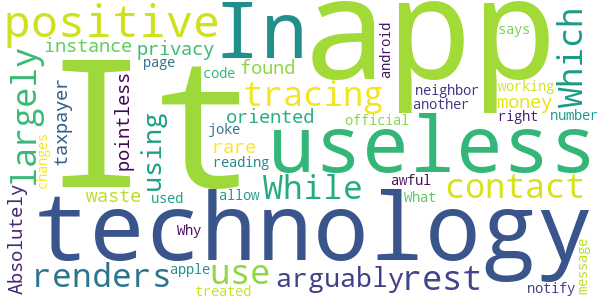 It
app
technology
useless
In
positive
Which
largely
instance
privacy
page
code
found
android
says
tracing
neighbor
another
working
money
right
number
taxpayer
pointless
using
oriented
official
joke
rare
reading
While
contact
changes
Absolutely
waste
used
allow
awful
What
Why
renders
apple
use
treated
arguably
rest
notify
message